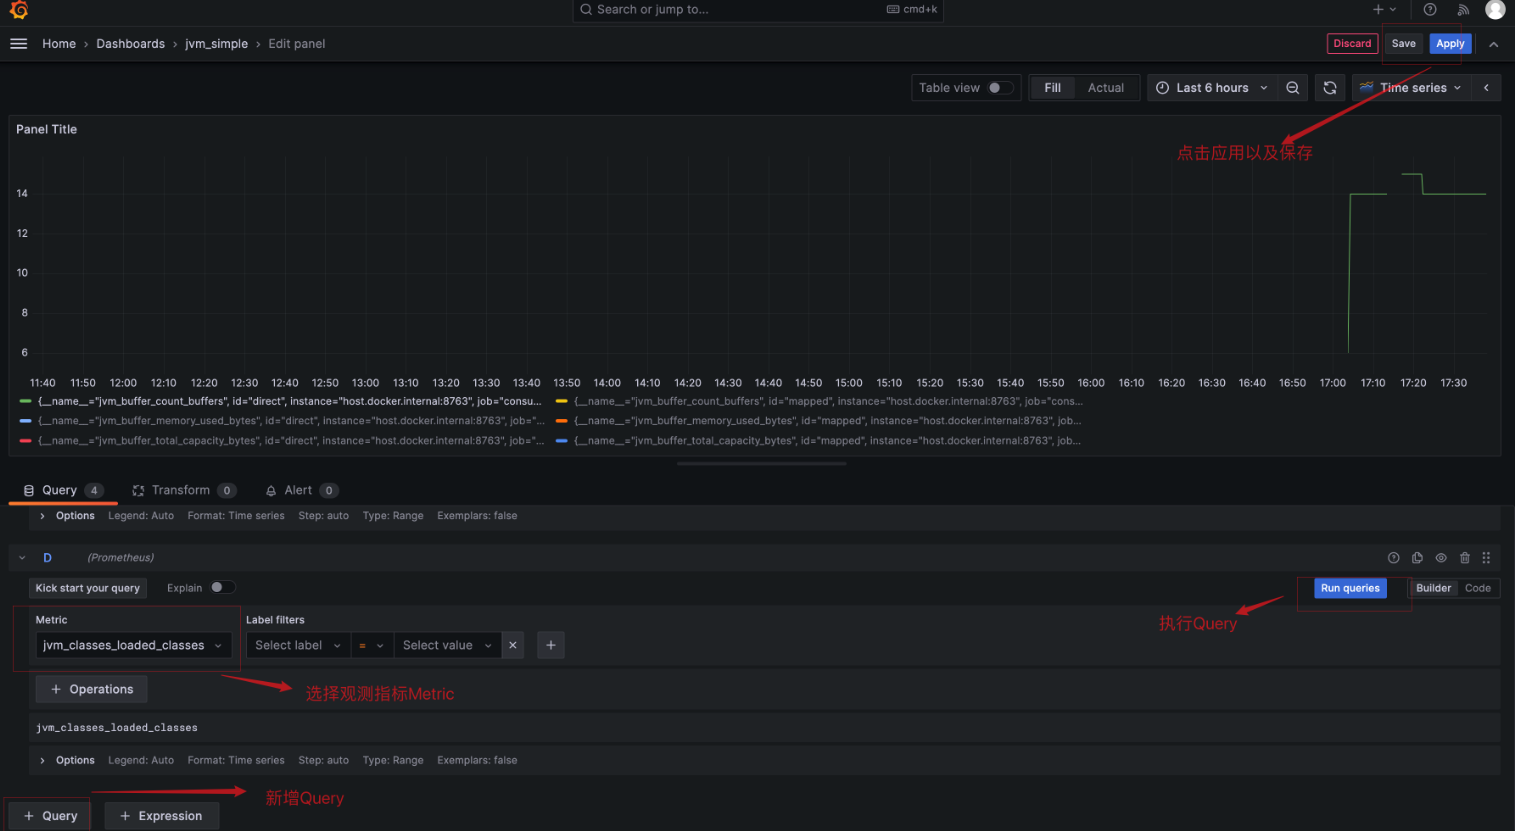 Search or jump to... cmd+k
Home › Dashboards › jvm_simple › Edit panel Discard Save Apply
Table view Fill Actual Last 6 hours Time series
Panel Title
点击应用以及保存
14
12
10
8
6
11:40 11:50 12:00 12:10 12:20 12:30 12:40 12:50 13:00 13:10 13:20 13:30 13:40 13:50 14:00 14:10 14:20 14:30 14:40 14:50 15:00 15:10 15:20 15:30 15:40 15:50 16:00 16:10 16:20 16:30 16:40 16:50 17:00 17:10 17:20 17:30
{__name__="jvm_buffer_count_buffers", id="direct", instance="host.docker.internal:8763", job="consu... {__name__="jvm_buffer_count_buffers", id="mapped", instance="host.docker.internal:8763", job="cons...
{__name__="jvm_buffer_memory_used_bytes", id="direct", instance="host.docker.internal:8763", job="... {__name__="jvm_buffer_memory_used_bytes", id="mapped", instance="host.docker.internal:8763", job...
{__name__="jvm_buffer_total_capacity_bytes", id="direct", instance="host.docker.internal:8763", job="... {__name__="jvm_buffer_total_capacity_bytes", id="mapped", instance="host.docker.internal:8763", job...
Query 4 Transform 0 Alert 0
Options Legend: Auto Format: Time series Step: auto Type: Range Exemplars: false
D (Prometheus)
Kick start your query Explain Run queries Builder Code
Metric Label filters
执行Query
jvm_classes_loaded_classes Select label = Select value
+ Operations
选择观测指标Metric
jvm_classes_loaded_classes
Options Legend: Auto Format: Time series Step: auto Type: Range Exemplars: false
新增Query
+ Query + Expression